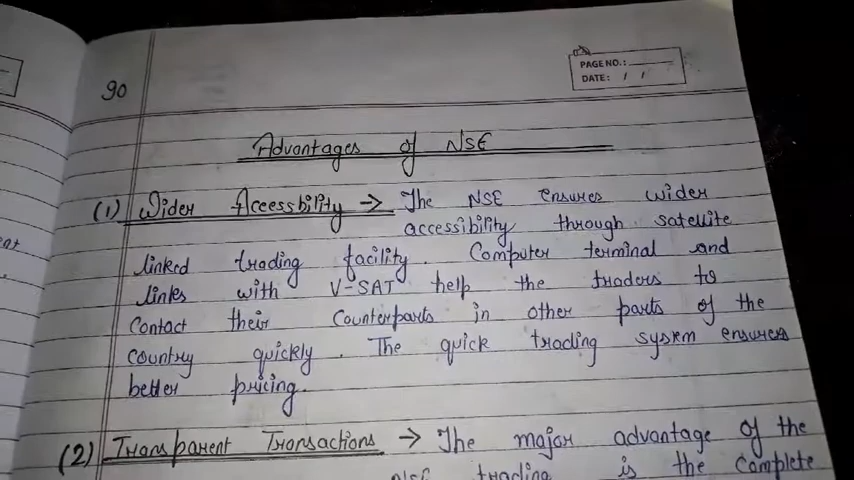 90
PAGE NO.:
DATE: / /
Advantages of NSE
(1) Wider Accessbility → The NSE ensures wider
accessibility through satellite
linked trading facility. Computer terminal and
links with V-SAT help the traders to
Contact their Counterparts in other parts of the
country quickly. The quick trading system ensures
better pricing.
(2) Transparent Transactions → The major advantage of the
NSE trading is the Complete